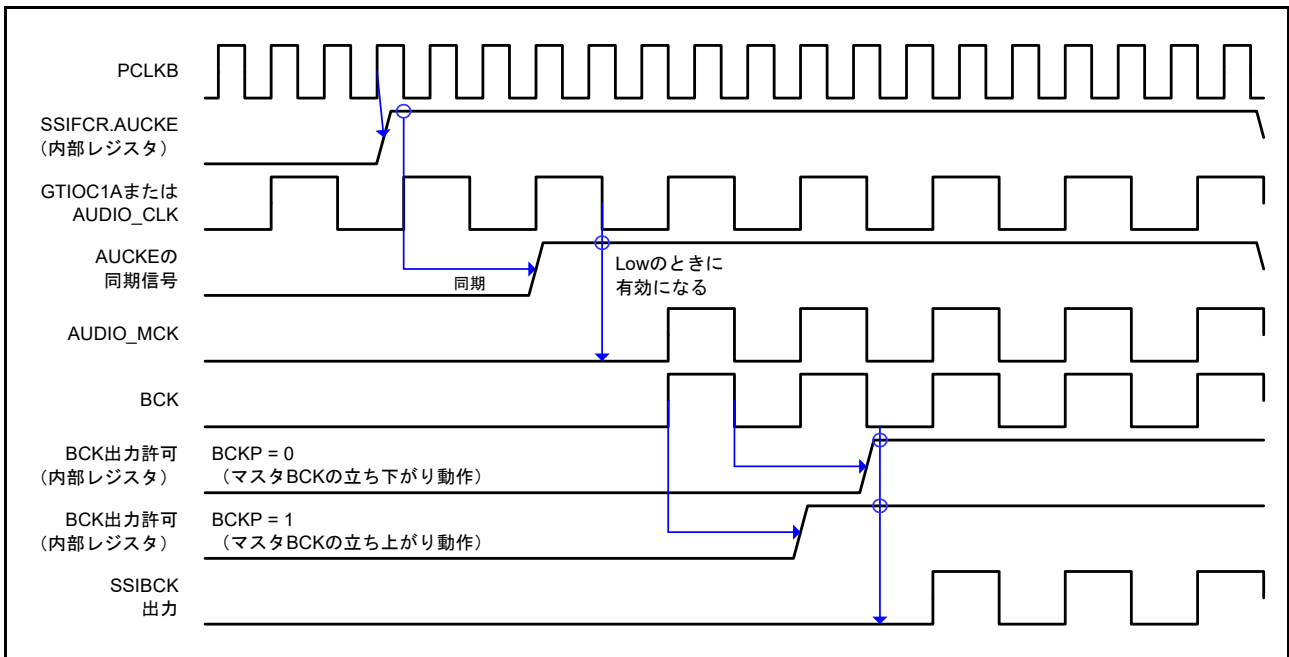 PCLKB
SSIFCR.AUCKE
（内部レジスタ）
GTIOC1Aまたは
AUDIO_CLK
AUCKEの
同期信号
同期
Lowのときに
有効になる
AUDIO_MCK
BCK
BCK出力許可
（内部レジスタ）
BCKP = 0
（マスタBCKの立ち下がり動作）
BCK出力許可
（内部レジスタ）
BCKP = 1
（マスタBCKの立ち上がり動作）
SSIBCK
出力